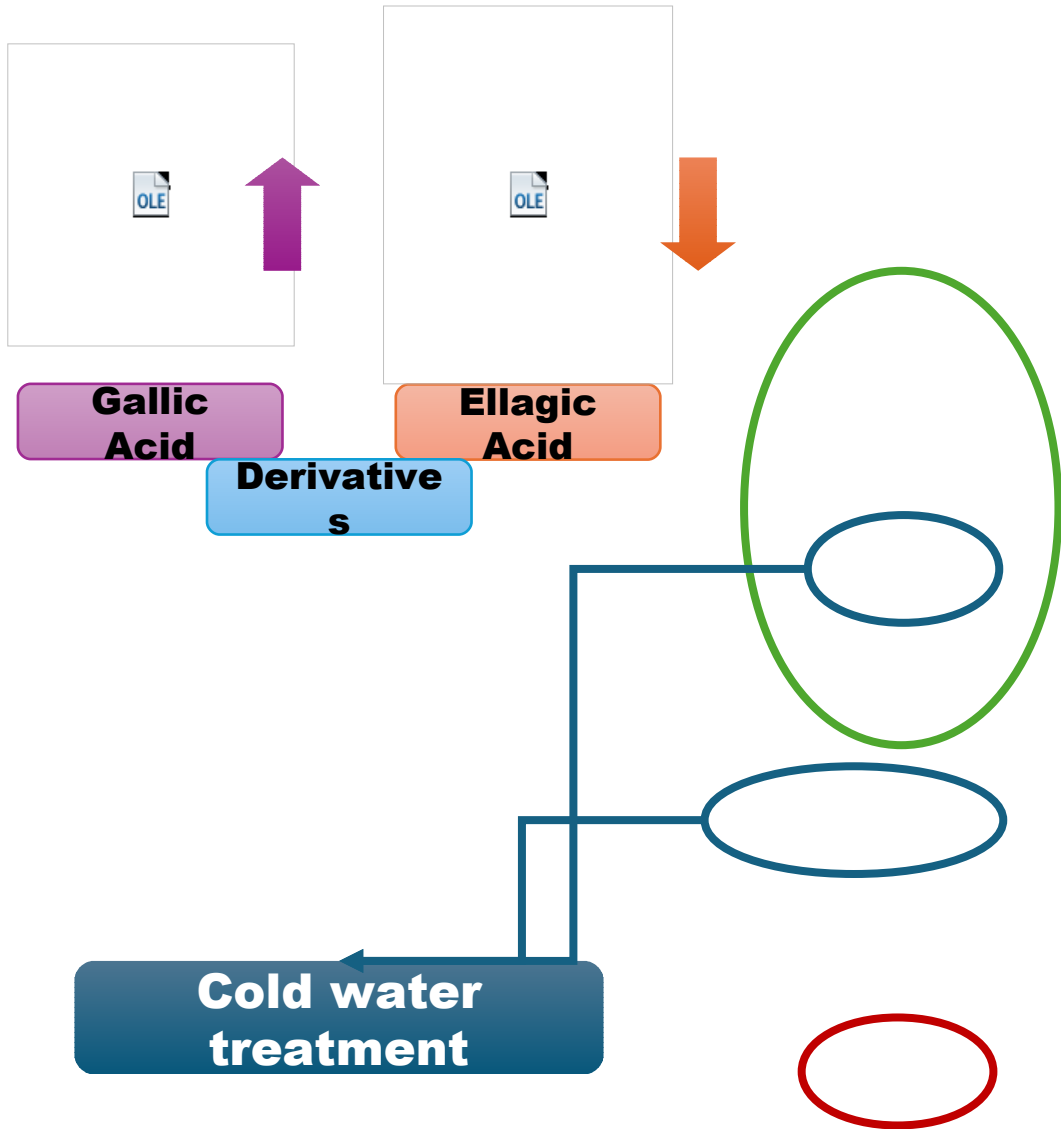 OLE
OLE
Gallic
Acid
Ellagic
Acid
Derivative
s
Cold water
treatment